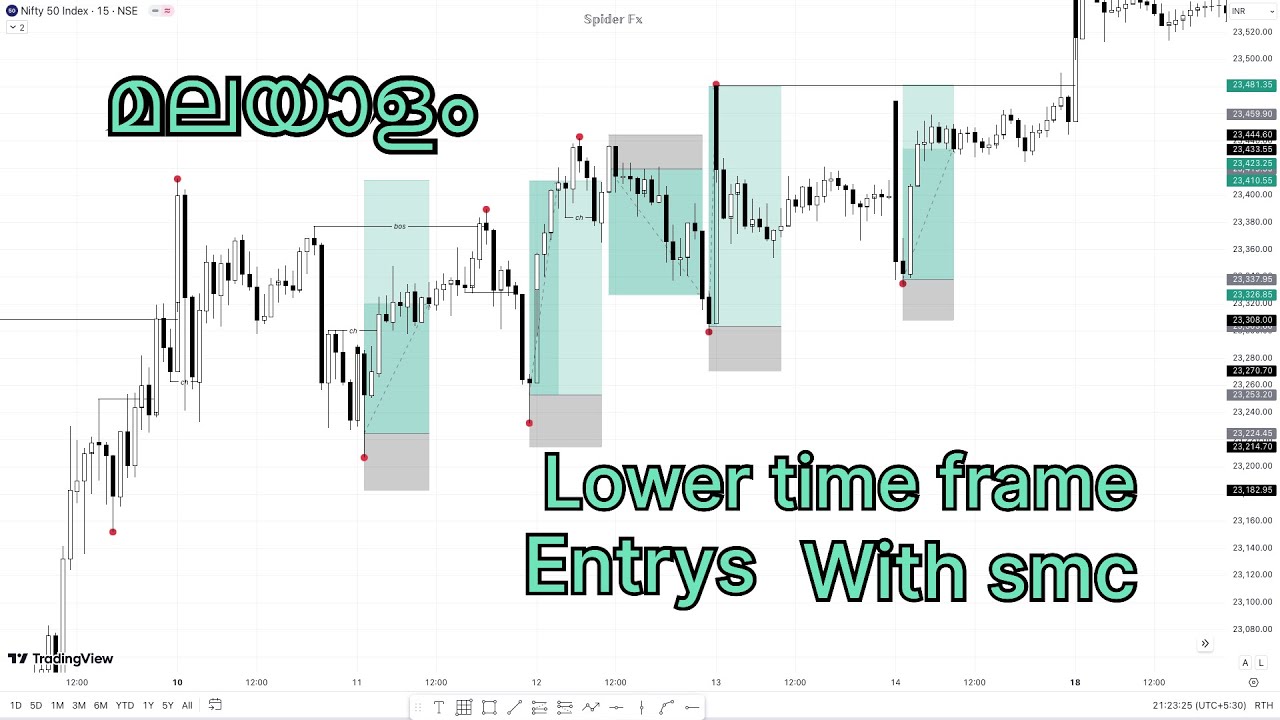 Nifty 50 Index · 15 · NSE
2
Spider Fx
INR
മലയാളം
23,520.00
23,500.00
23,481.35
23,459.90
23,444.60
23,433.55
23,423.25
23,410.55
23,400.00
23,380.00
23,360.00
23,337.95
23,326.85
23,320.00
23,308.00
23,280.00
23,270.70
23,260.00
23,253.20
23,240.00
23,224.45
23,214.70
23,200.00
23,182.95
23,160.00
23,140.00
23,120.00
23,100.00
23,080.00
bos
ch
ch
ch
Lower time frame
Entrys With smc
TradingView
A L
12:00 10 12:00 11 12:00 12 12:00 13 12:00 14 12:00 18 12:00
1D 5D 1M 3M 6M YTD 1Y 5Y All
21:23:25 (UTC+5:30) RTH